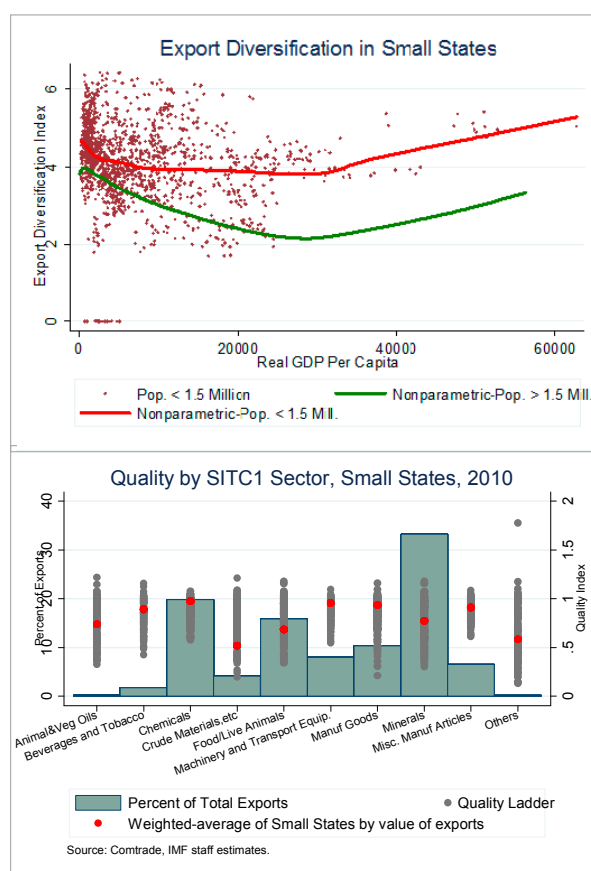 Export Diversification in Small States
Export Diversification Index
6
4
2
0
0 20000 40000 60000
Real GDP Per Capita
Pop. < 1.5 Million
Nonparametric-Pop. > 1.5 Mill.
Nonparametric-Pop. < 1.5 Mill.
Quality by SITC1 Sector, Small States, 2010
Percent of Exports
40
30
20
10
0
2
1.5
1
.5
0
Quality Index
Animal&Veg Oils
Beverages and Tobacco
Chemicals
Crude Materials,etc
Food/Live Animals
Machinery and Transport Equip.
Manuf Goods
Minerals
Misc. Manuf Articles
Others
Percent of Total Exports
Quality Ladder
Weighted-average of Small States by value of exports
Source: Comtrade, IMF staff estimates.